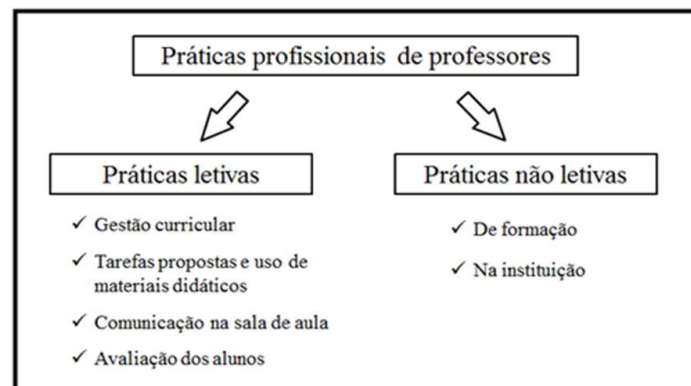 Práticas profissionais de professores
Práticas letivas
✓ Gestão curricular
✓ Tarefas propostas e uso de
materiais didáticos
✓ Comunicação na sala de aula
✓ Avaliação dos alunos
Práticas não letivas
✓ De formação
✓ Na instituição